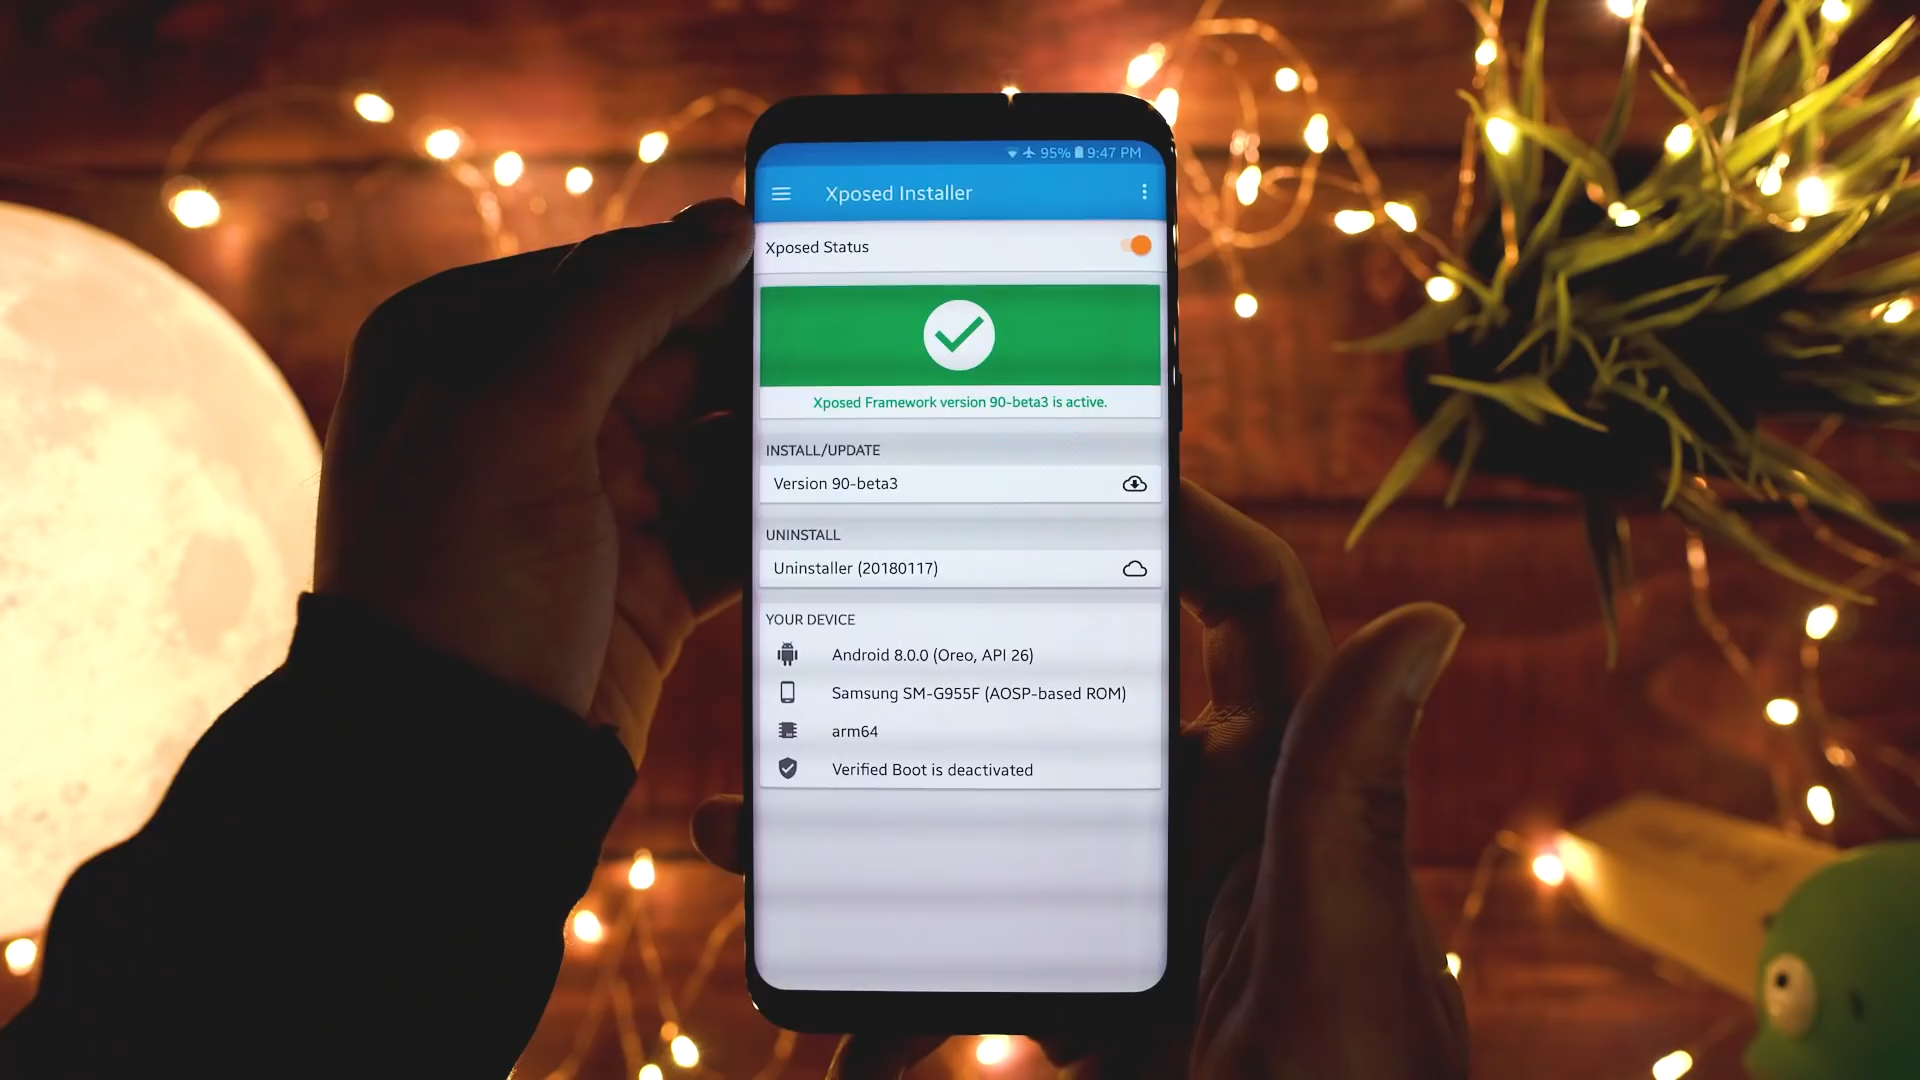 95% 9:47 PM
Xposed Installer
Xposed Status
Xposed Framework version 90-beta3 is active.
INSTALL/UPDATE
Version 90-beta3
UNINSTALL
Uninstaller (20180117)
YOUR DEVICE
Android 8.0.0 (Oreo, API 26)
Samsung SM-G955F (AOSP-based ROM)
arm64
Verified Boot is deactivated